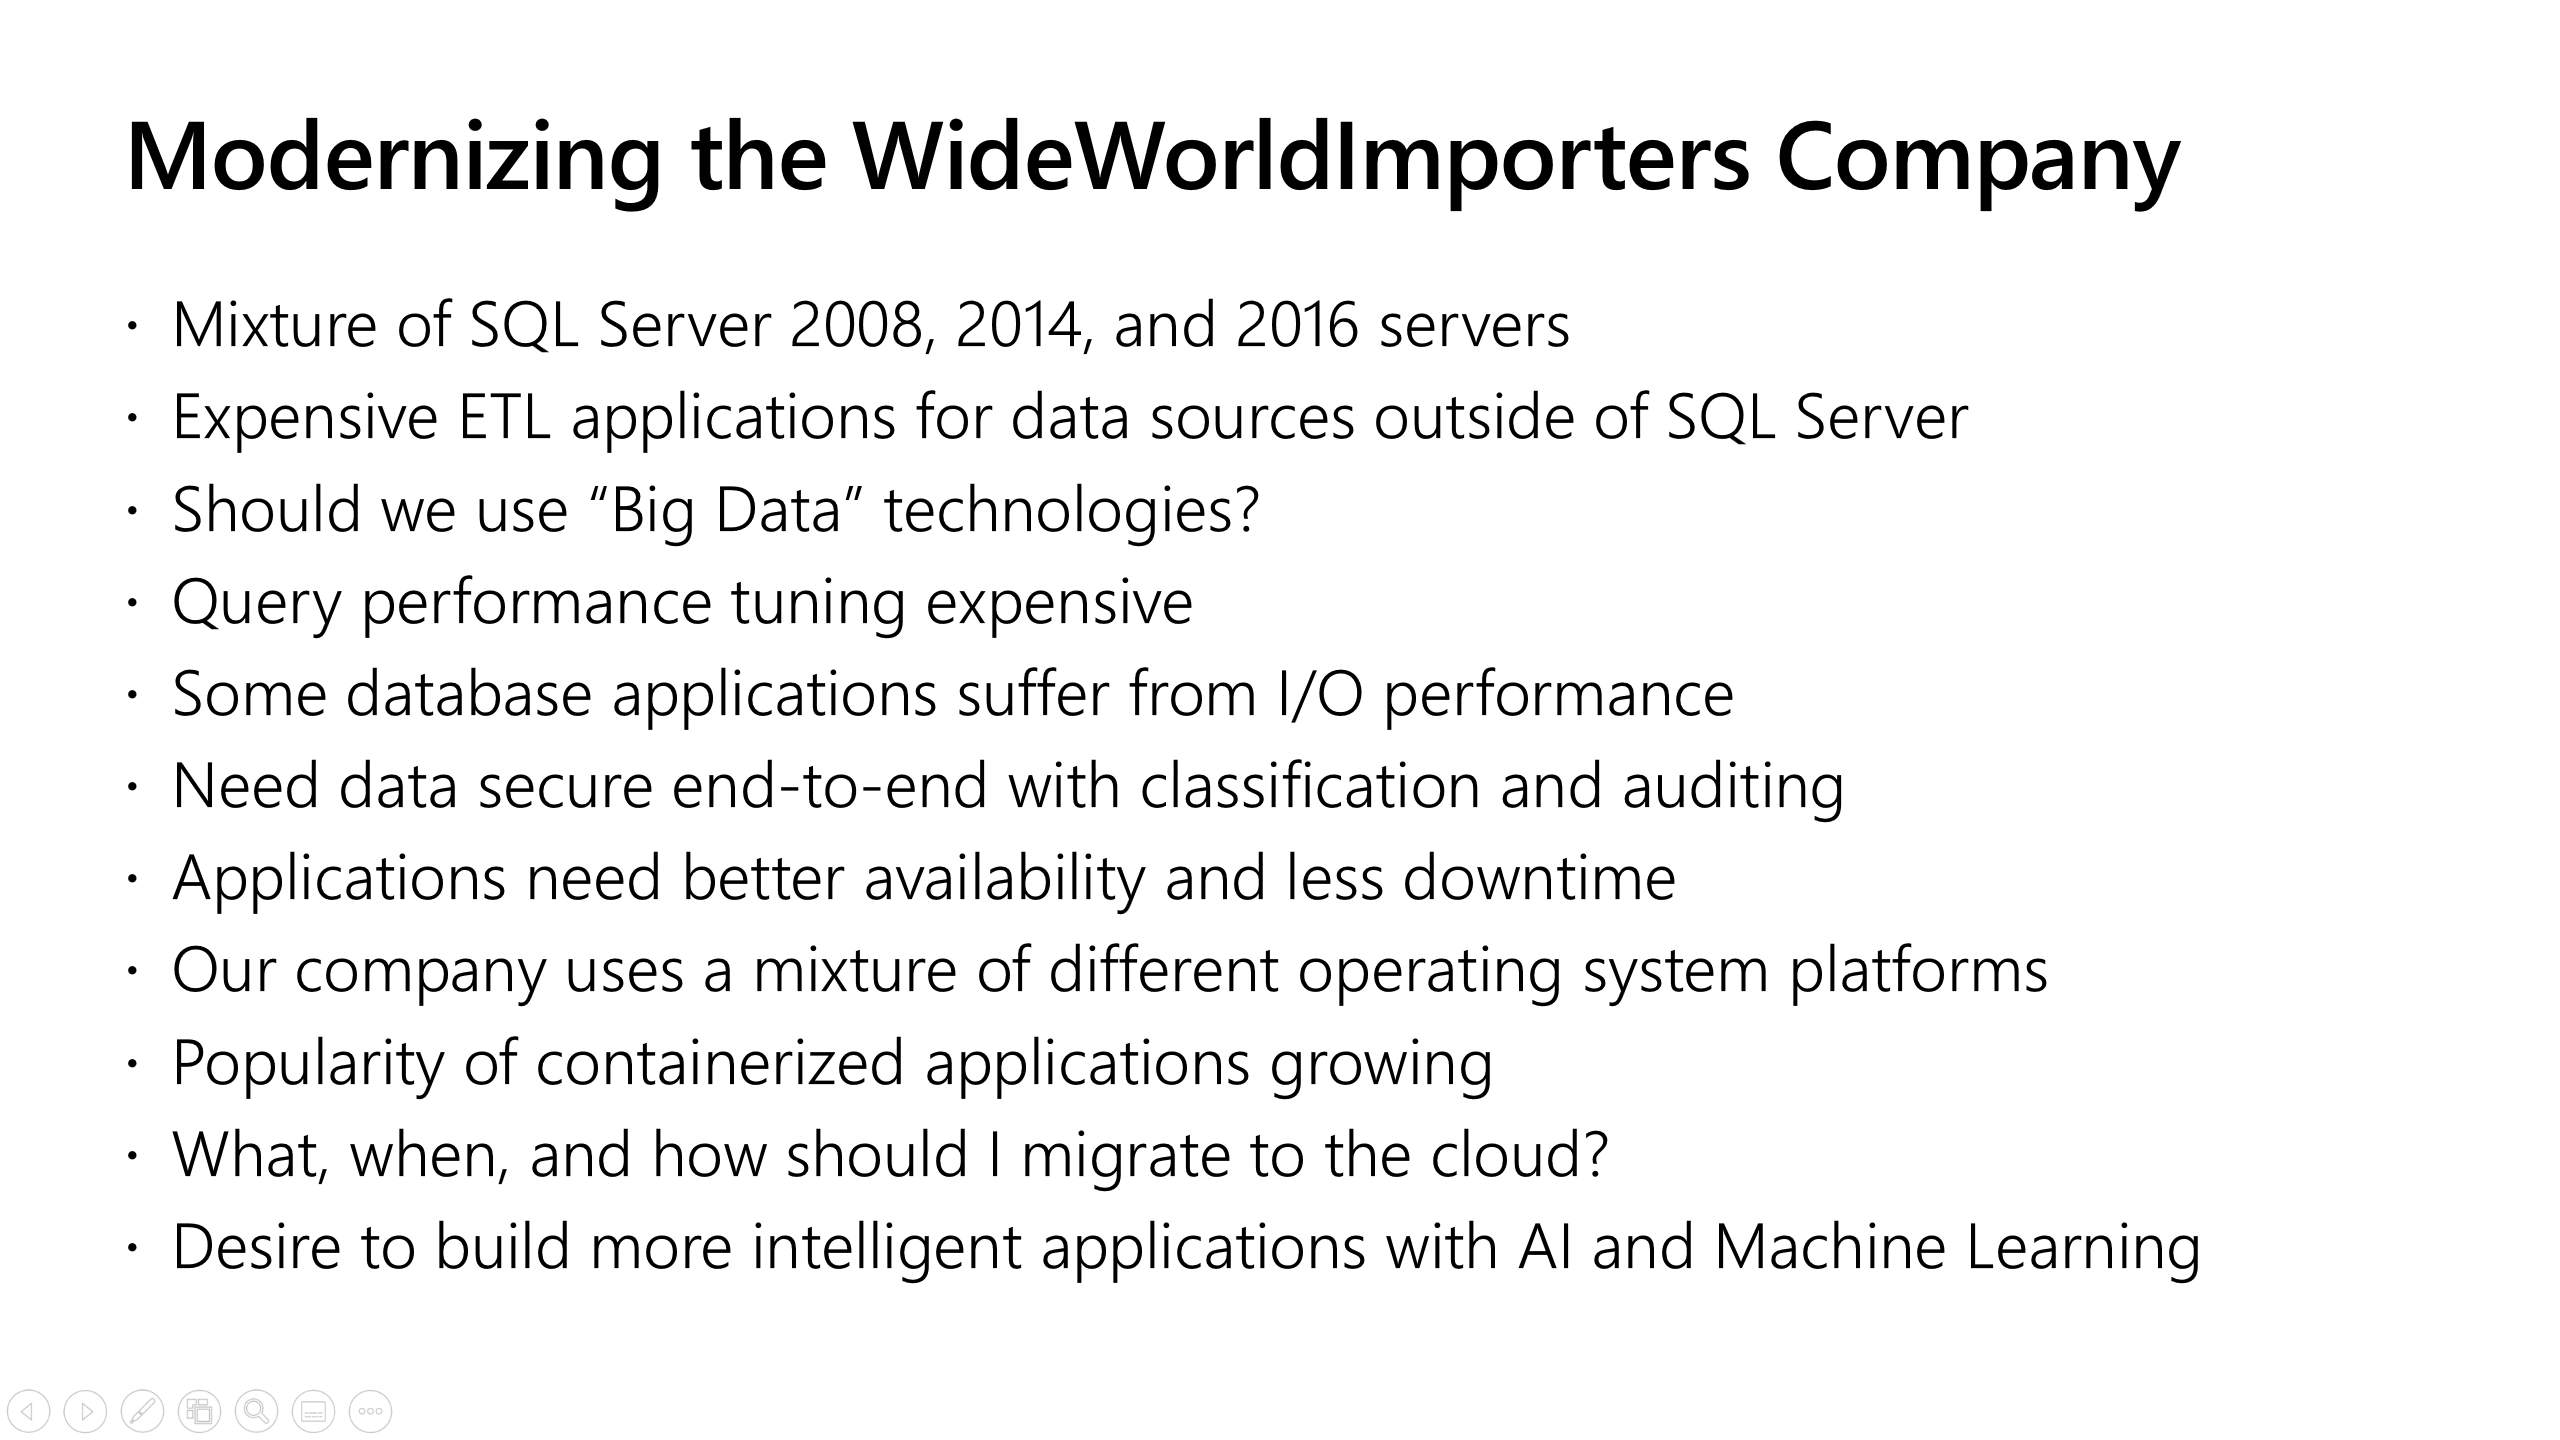 Modernizing the WideWorldImporters Company
· Mixture of SQL Server 2008, 2014, and 2016 servers
· Expensive ETL applications for data sources outside of SQL Server
· Should we use “Big Data” technologies?
· Query performance tuning expensive
· Some database applications suffer from I/O performance
· Need data secure end-to-end with classification and auditing
· Applications need better availability and less downtime
· Our company uses a mixture of different operating system platforms
· Popularity of containerized applications growing
· What, when, and how should I migrate to the cloud?
· Desire to build more intelligent applications with AI and Machine Learning